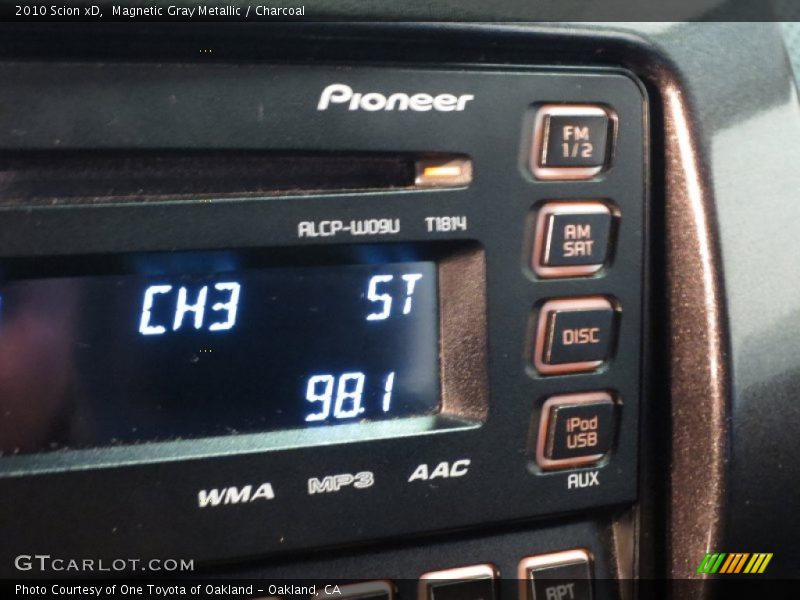 2010 Scion xD, Magnetic Gray Metallic / Charcoal
Pioneer
FM
1/2
ALCP-W09U T1814
AM
SAT
CH3 ST
DISC
98.1
iPod
USB
AUX
WMA MP3 AAC
GTCARLOT.COM
RPT
Photo Courtesy of One Toyota of Oakland - Oakland, CA